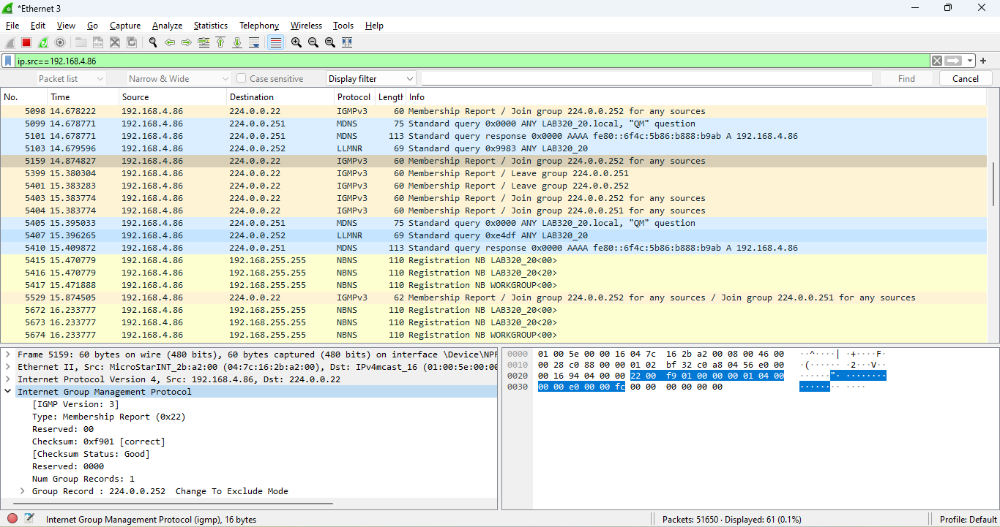 *Ethernet 3
File Edit View Go Capture Analyze Statistics Telephony Wireless Tools Help
ip.src==192.168.4.86
Packet list Narrow & Wide Case sensitive Display filter Find Cancel
No. Time Source Destination Protocol Length Info
5098 14.678222 192.168.4.86 224.0.0.22 IGMPv3 60 Membership Report / Join group 224.0.0.252 for any sources
5099 14.678771 192.168.4.86 224.0.0.251 MDNS 75 Standard query 0x0000 ANY LAB320_20.local, "QM" question
5101 14.678771 192.168.4.86 224.0.0.251 MDNS 113 Standard query response 0x0000 AAAA fe80::6f4c:5b86:b888:b9ab A 192.168.4.86
5103 14.679596 192.168.4.86 224.0.0.252 LLMNR 69 Standard query 0x9983 ANY LAB320_20
5159 14.874827 192.168.4.86 224.0.0.22 IGMPv3 60 Membership Report / Join group 224.0.0.252 for any sources
5399 15.380304 192.168.4.86 224.0.0.22 IGMPv3 60 Membership Report / Leave group 224.0.0.251
5401 15.383283 192.168.4.86 224.0.0.22 IGMPv3 60 Membership Report / Leave group 224.0.0.252
5403 15.383774 192.168.4.86 224.0.0.22 IGMPv3 60 Membership Report / Join group 224.0.0.252 for any sources
5404 15.383774 192.168.4.86 224.0.0.22 IGMPv3 60 Membership Report / Join group 224.0.0.251 for any sources
5405 15.395033 192.168.4.86 224.0.0.251 MDNS 75 Standard query 0x0000 ANY LAB320_20.local, "QM" question
5407 15.396265 192.168.4.86 224.0.0.252 LLMNR 69 Standard query 0xe4df ANY LAB320_20
5410 15.409872 192.168.4.86 224.0.0.251 MDNS 113 Standard query response 0x0000 AAAA fe80::6f4c:5b86:b888:b9ab A 192.168.4.86
5415 15.470779 192.168.4.86 192.168.255.255 NBNS 110 Registration NB LAB320_20<00>
5416 15.470779 192.168.4.86 192.168.255.255 NBNS 110 Registration NB LAB320_20<20>
5417 15.471888 192.168.4.86 192.168.255.255 NBNS 110 Registration NB WORKGROUP<00>
5529 15.874505 192.168.4.86 224.0.0.22 IGMPv3 62 Membership Report / Join group 224.0.0.252 for any sources / Join group 224.0.0.251 for any sources
5672 16.233777 192.168.4.86 192.168.255.255 NBNS 110 Registration NB LAB320_20<00>
5673 16.233777 192.168.4.86 192.168.255.255 NBNS 110 Registration NB LAB320_20<20>
5674 16.233777 192.168.4.86 192.168.255.255 NBNS 110 Registration NB WORKGROUP<00>
Frame 5159: 60 bytes on wire (480 bits), 60 bytes captured (480 bits) on interface \Device\NPF
Ethernet II, Src: MicroStarINT_2b:a2:00 (04:7c:16:2b:a2:00), Dst: IPv4mcast_16 (01:00:5e:00:00
Internet Protocol Version 4, Src: 192.168.4.86, Dst: 224.0.0.22
Internet Group Management Protocol
[IGMP Version: 3]
Type: Membership Report (0x22)
Reserved: 00
Checksum: 0xf901 [correct]
[Checksum Status: Good]
Reserved: 0000
Num Group Records: 1
Group Record : 224.0.0.252 Change To Exclude Mode
0000 01 00 5e 00 00 16 04 7c 16 2b a2 00 08 00 46 00 ··^····| ·+····F·
0010 00 28 c0 88 00 00 01 02 bf 32 c0 a8 04 56 e0 00 ·(······ ·2···V··
0020 00 16 94 04 00 00 22 00 f9 01 00 00 00 01 04 00 ······"· ········
0030 00 00 e0 00 00 fc 00 00 00 00 00 00 ········ ····
Internet Group Management Protocol (igmp), 16 bytes
Packets: 51650 · Displayed: 61 (0.1%)
Profile: Default